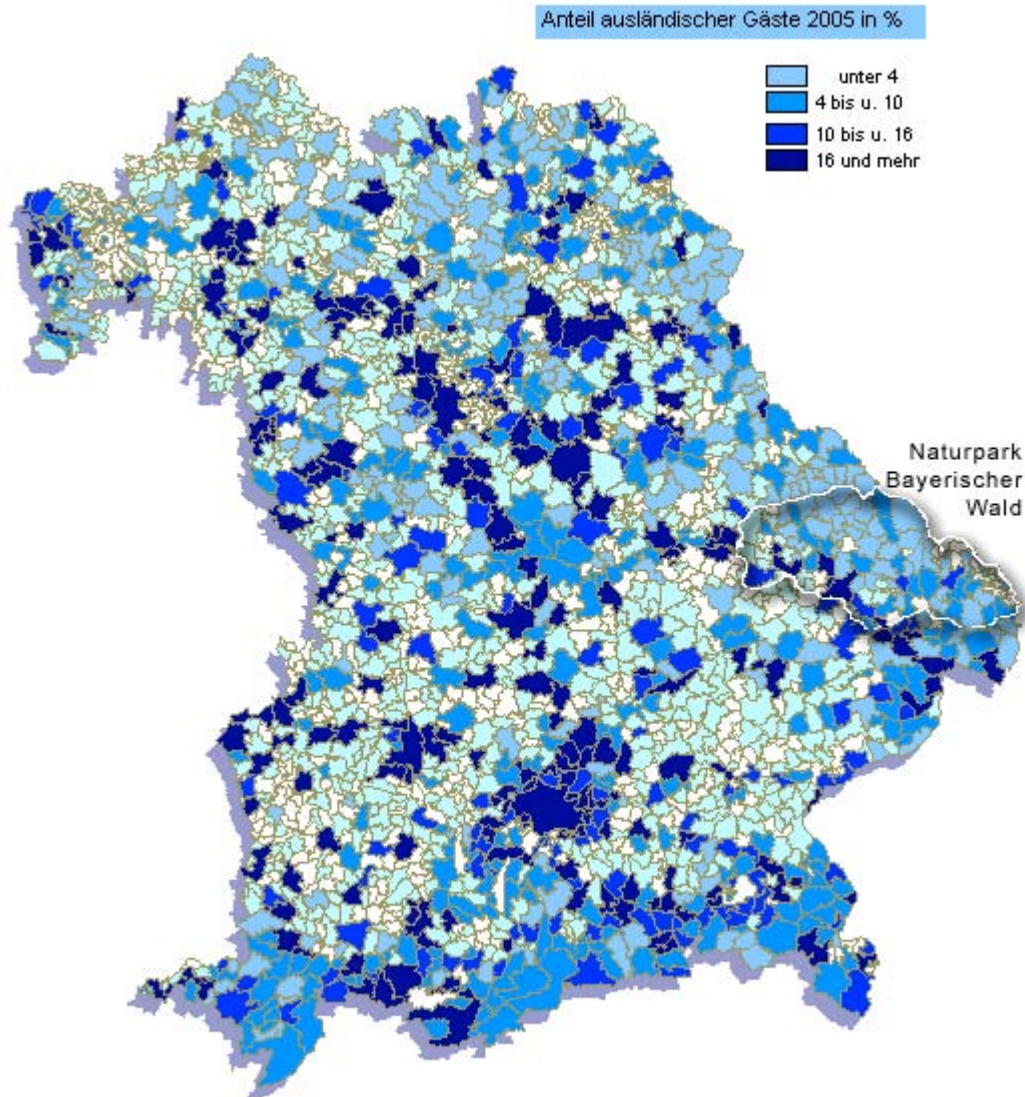 Anteil ausländischer Gäste 2005 in %
unter 4
4 bis u. 10
10 bis u. 16
16 und mehr
Naturpark
Bayerischer
Wald